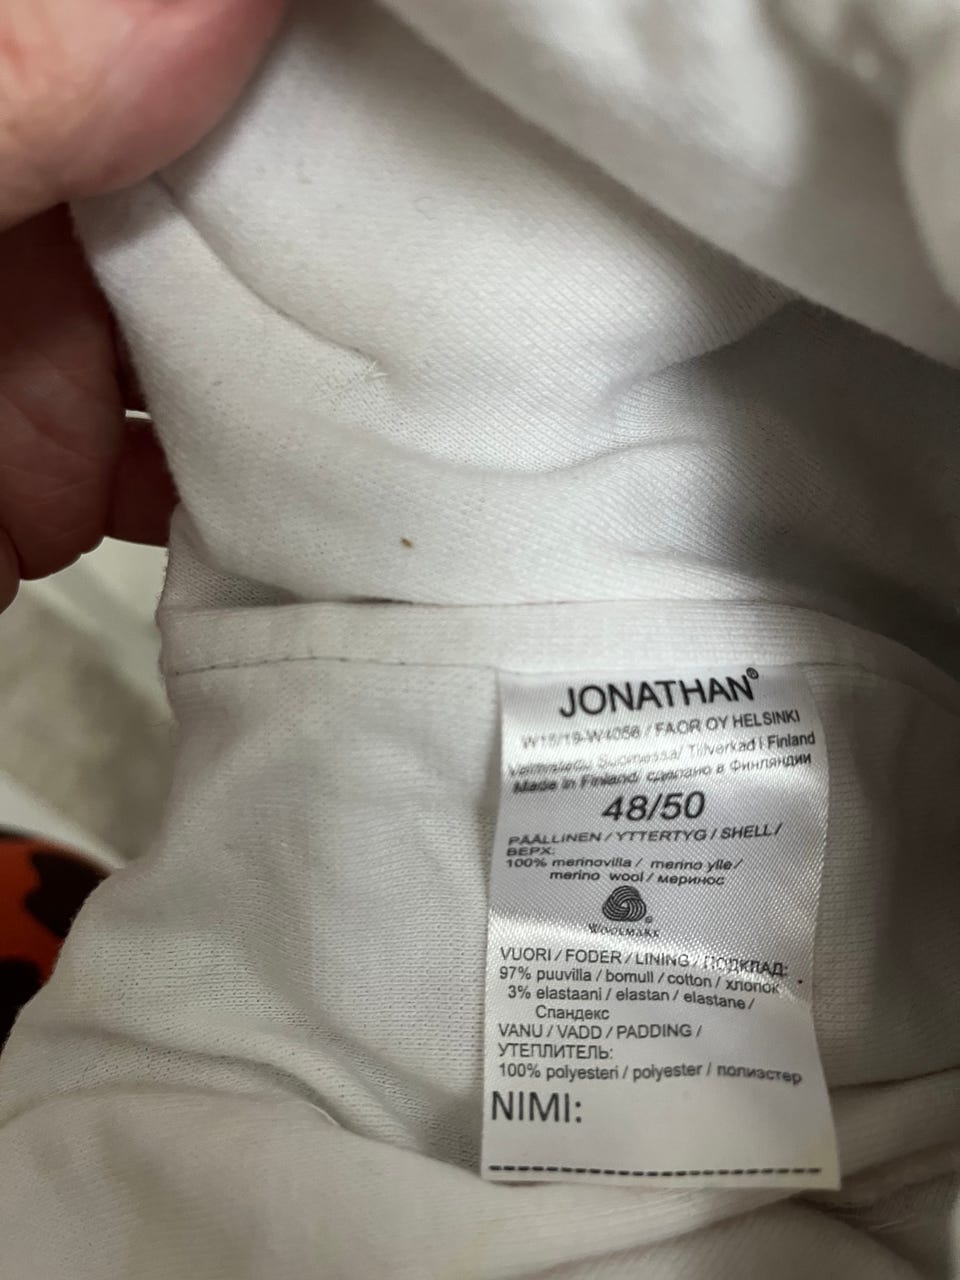 JONATHAN®
W18/19-W4056 / FAOR OY HELSINKI
Valmistettu Suomessa/ Tillverkad i Finland
Made in Finland/ сделано в Финляндии
48/50
PÄÄLLINEN / YTTERTYG / SHELL /
ВЕРХ:
100% merinovilla / merino ylle /
merino wool / меринос
WOOLMARK
VUORI / FODER / LINING / ПОДКЛАД:
97% puuvilla / bomull / cotton / хлопок
3% elastaani / elastan / elastane /
Спандекс
VANU / VADD / PADDING /
УТЕПЛИТЕЛЬ:
100% polyesteri / polyester / полиэстер
NIMI: